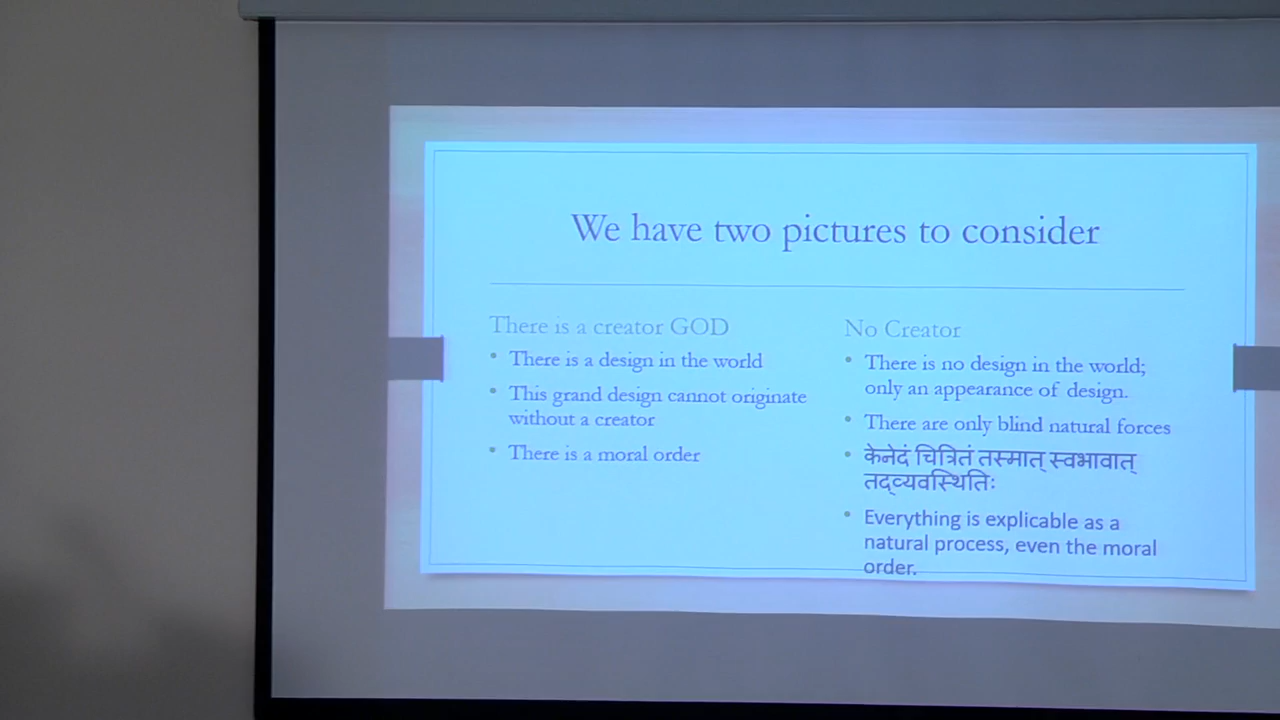 We have two pictures to consider
There is a creator GOD
• There is a design in the world
• This grand design cannot originate
without a creator
• There is a moral order
No Creator
• There is no design in the world;
only an appearance of design.
• There are only blind natural forces
• केनेदं चित्रितं तस्मात् स्वभावात्
तद्व्यवस्थितिः
• Everything is explicable as a
natural process, even the moral
order.